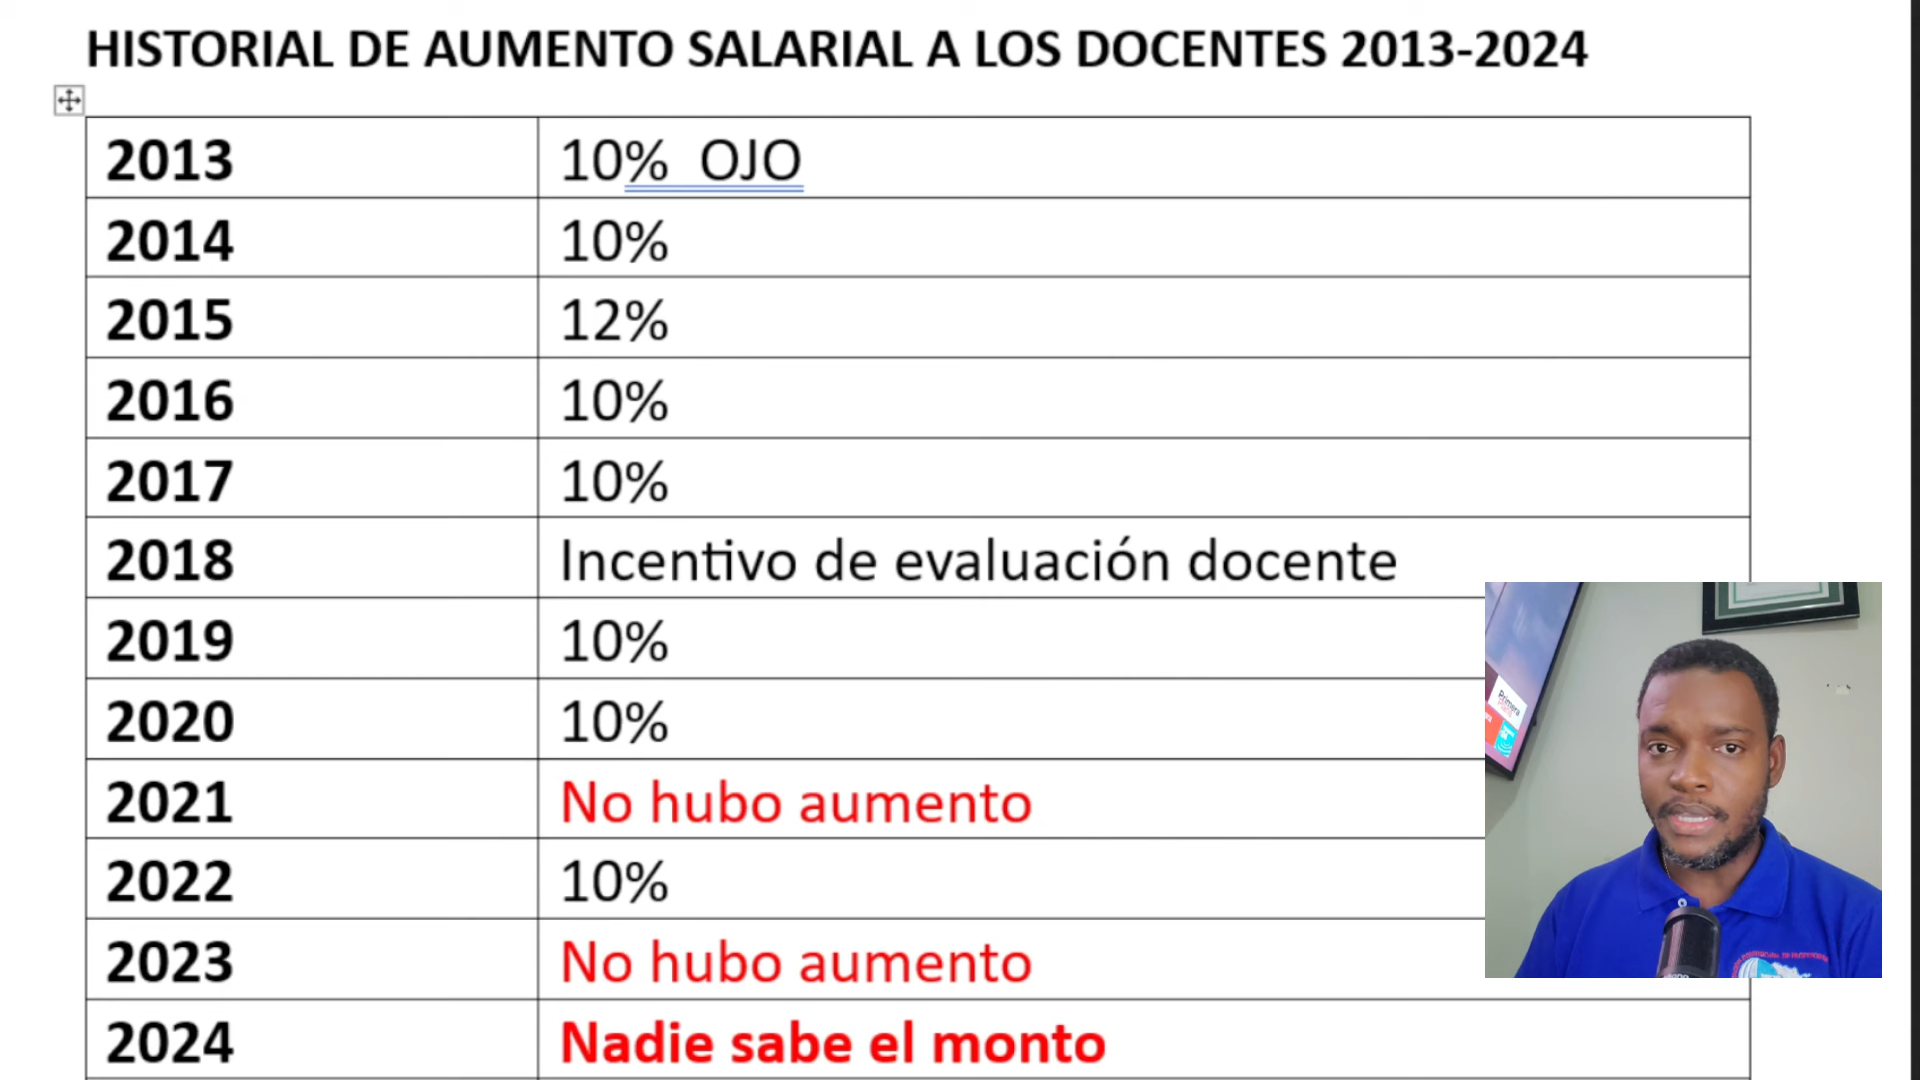 HISTORIAL DE AUMENTO SALARIAL A LOS DOCENTES 2013-2024
2013 10% OJO
2014 10%
2015 12%
2016 10%
2017 10%
2018 Incentivo de evaluación docente
2019 10%
2020 10%
2021 No hubo aumento
2022 10%
2023 No hubo aumento
2024 Nadie sabe el monto
Primera